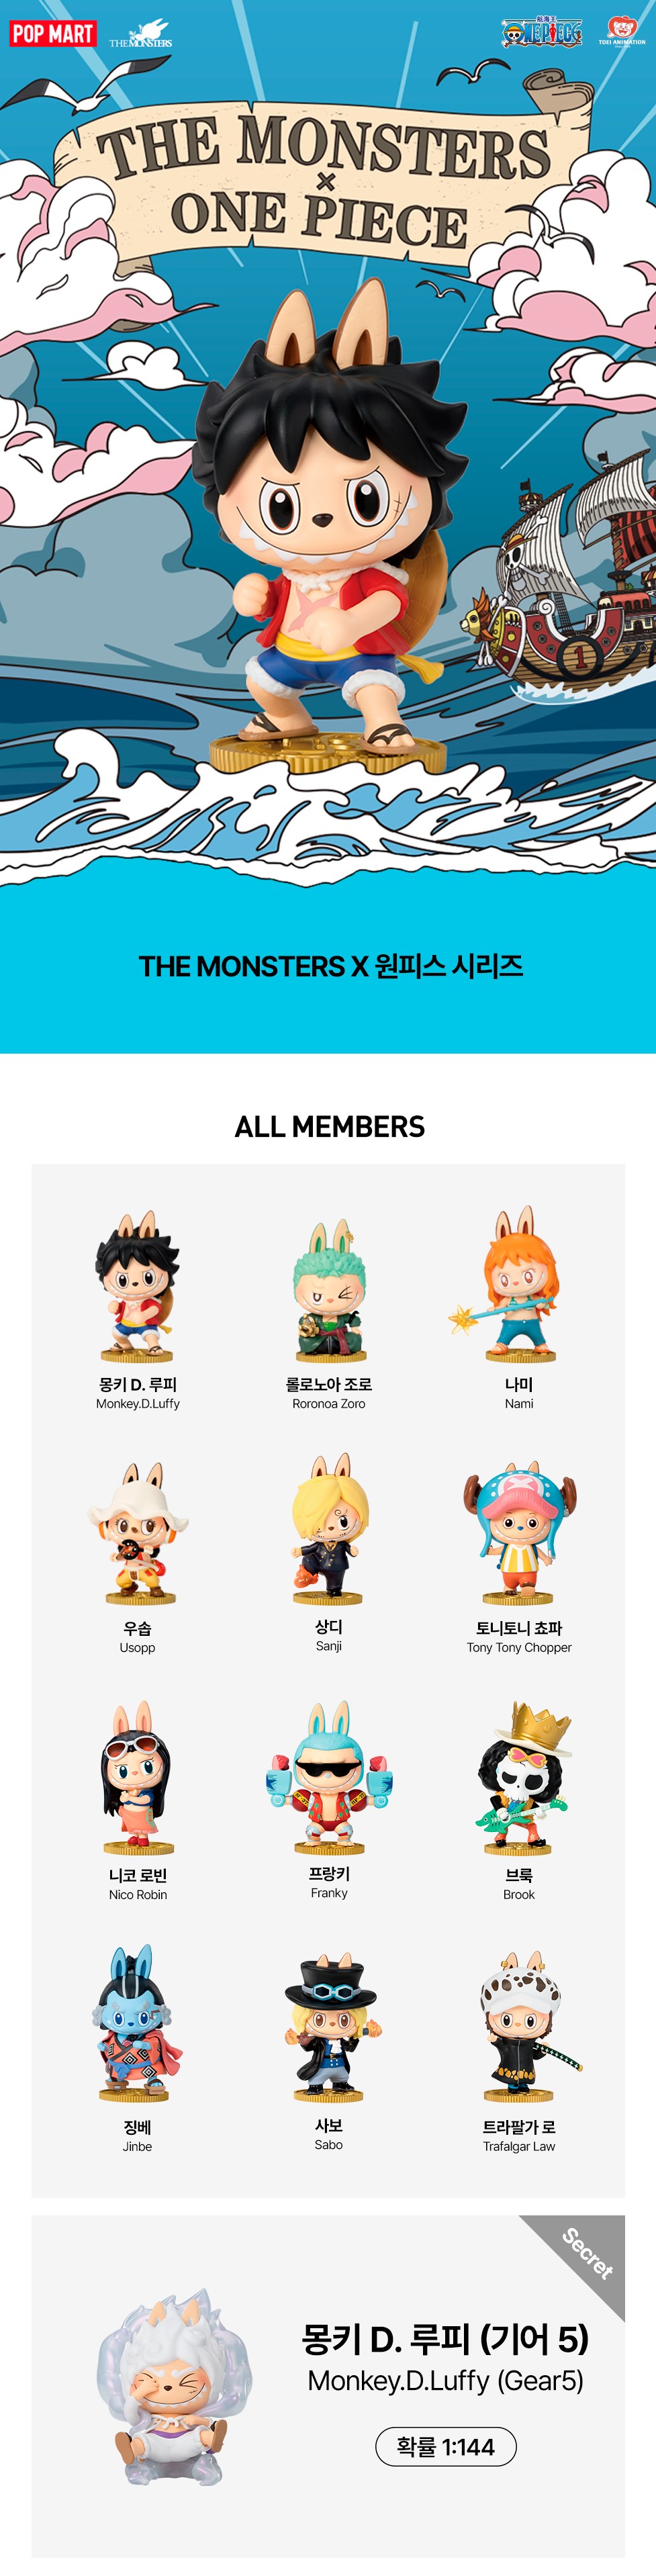 POP MART
THE MONSTERS
ONE PIECE
TOEI ANIMATION
THE MONSTERS
×
ONE PIECE
1
THE MONSTERS X 원피스 시리즈
ALL MEMBERS
몽키 D. 루피
Monkey.D.Luffy
롤로노아 조로
Roronoa Zoro
나미
Nami
우솝
Usopp
상디
Sanji
토니토니 쵸파
Tony Tony Chopper
니코 로빈
Nico Robin
프랑키
Franky
브룩
Brook
징베
Jinbe
사보
Sabo
트라팔가 로
Trafalgar Law
Secret
몽키 D. 루피 (기어 5)
Monkey.D.Luffy (Gear5)
확률 1:144